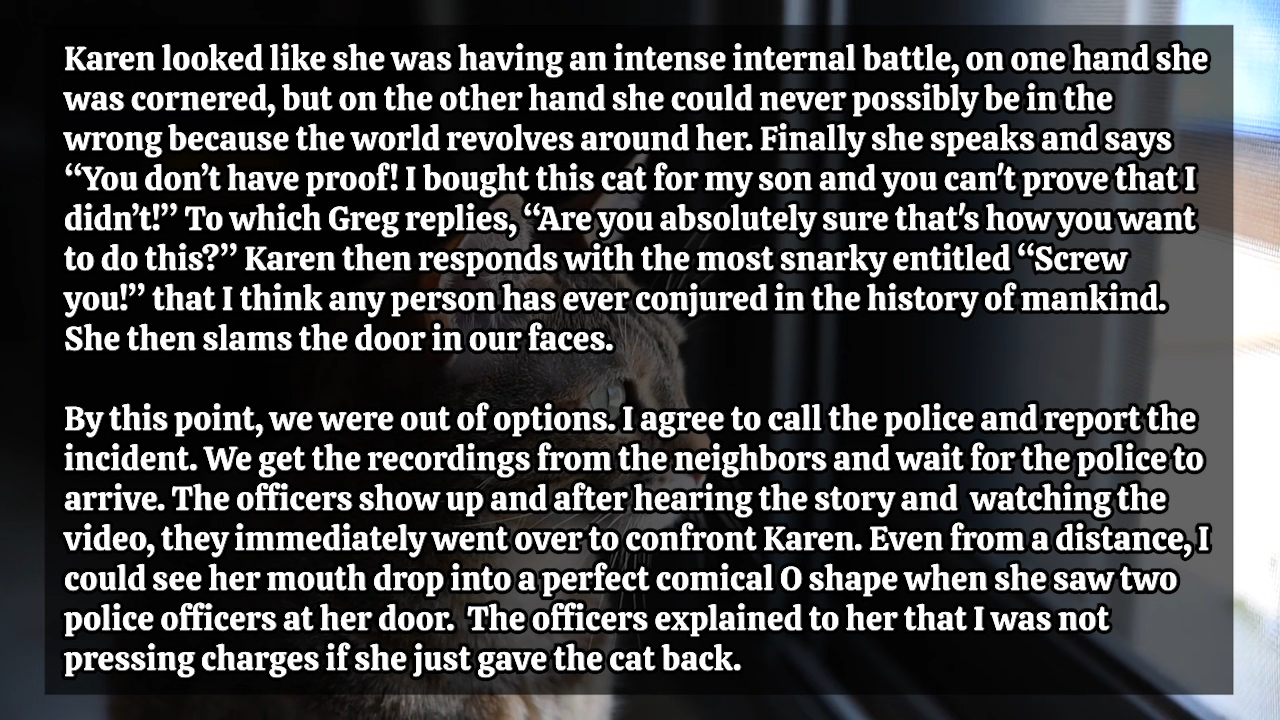 Karen looked like she was having an intense internal battle, on one hand she
was cornered, but on the other hand she could never possibly be in the
wrong because the world revolves around her. Finally she speaks and says
“You don’t have proof! I bought this cat for my son and you can't prove that I
didn’t!” To which Greg replies, “Are you absolutely sure that's how you want
to do this?” Karen then responds with the most snarky entitled “Screw
you!” that I think any person has ever conjured in the history of mankind.
She then slams the door in our faces.
By this point, we were out of options. I agree to call the police and report the
incident. We get the recordings from the neighbors and wait for the police to
arrive. The officers show up and after hearing the story and  watching the
video, they immediately went over to confront Karen. Even from a distance, I
could see her mouth drop into a perfect comical O shape when she saw two
police officers at her door.  The officers explained to her that I was not
pressing charges if she just gave the cat back.